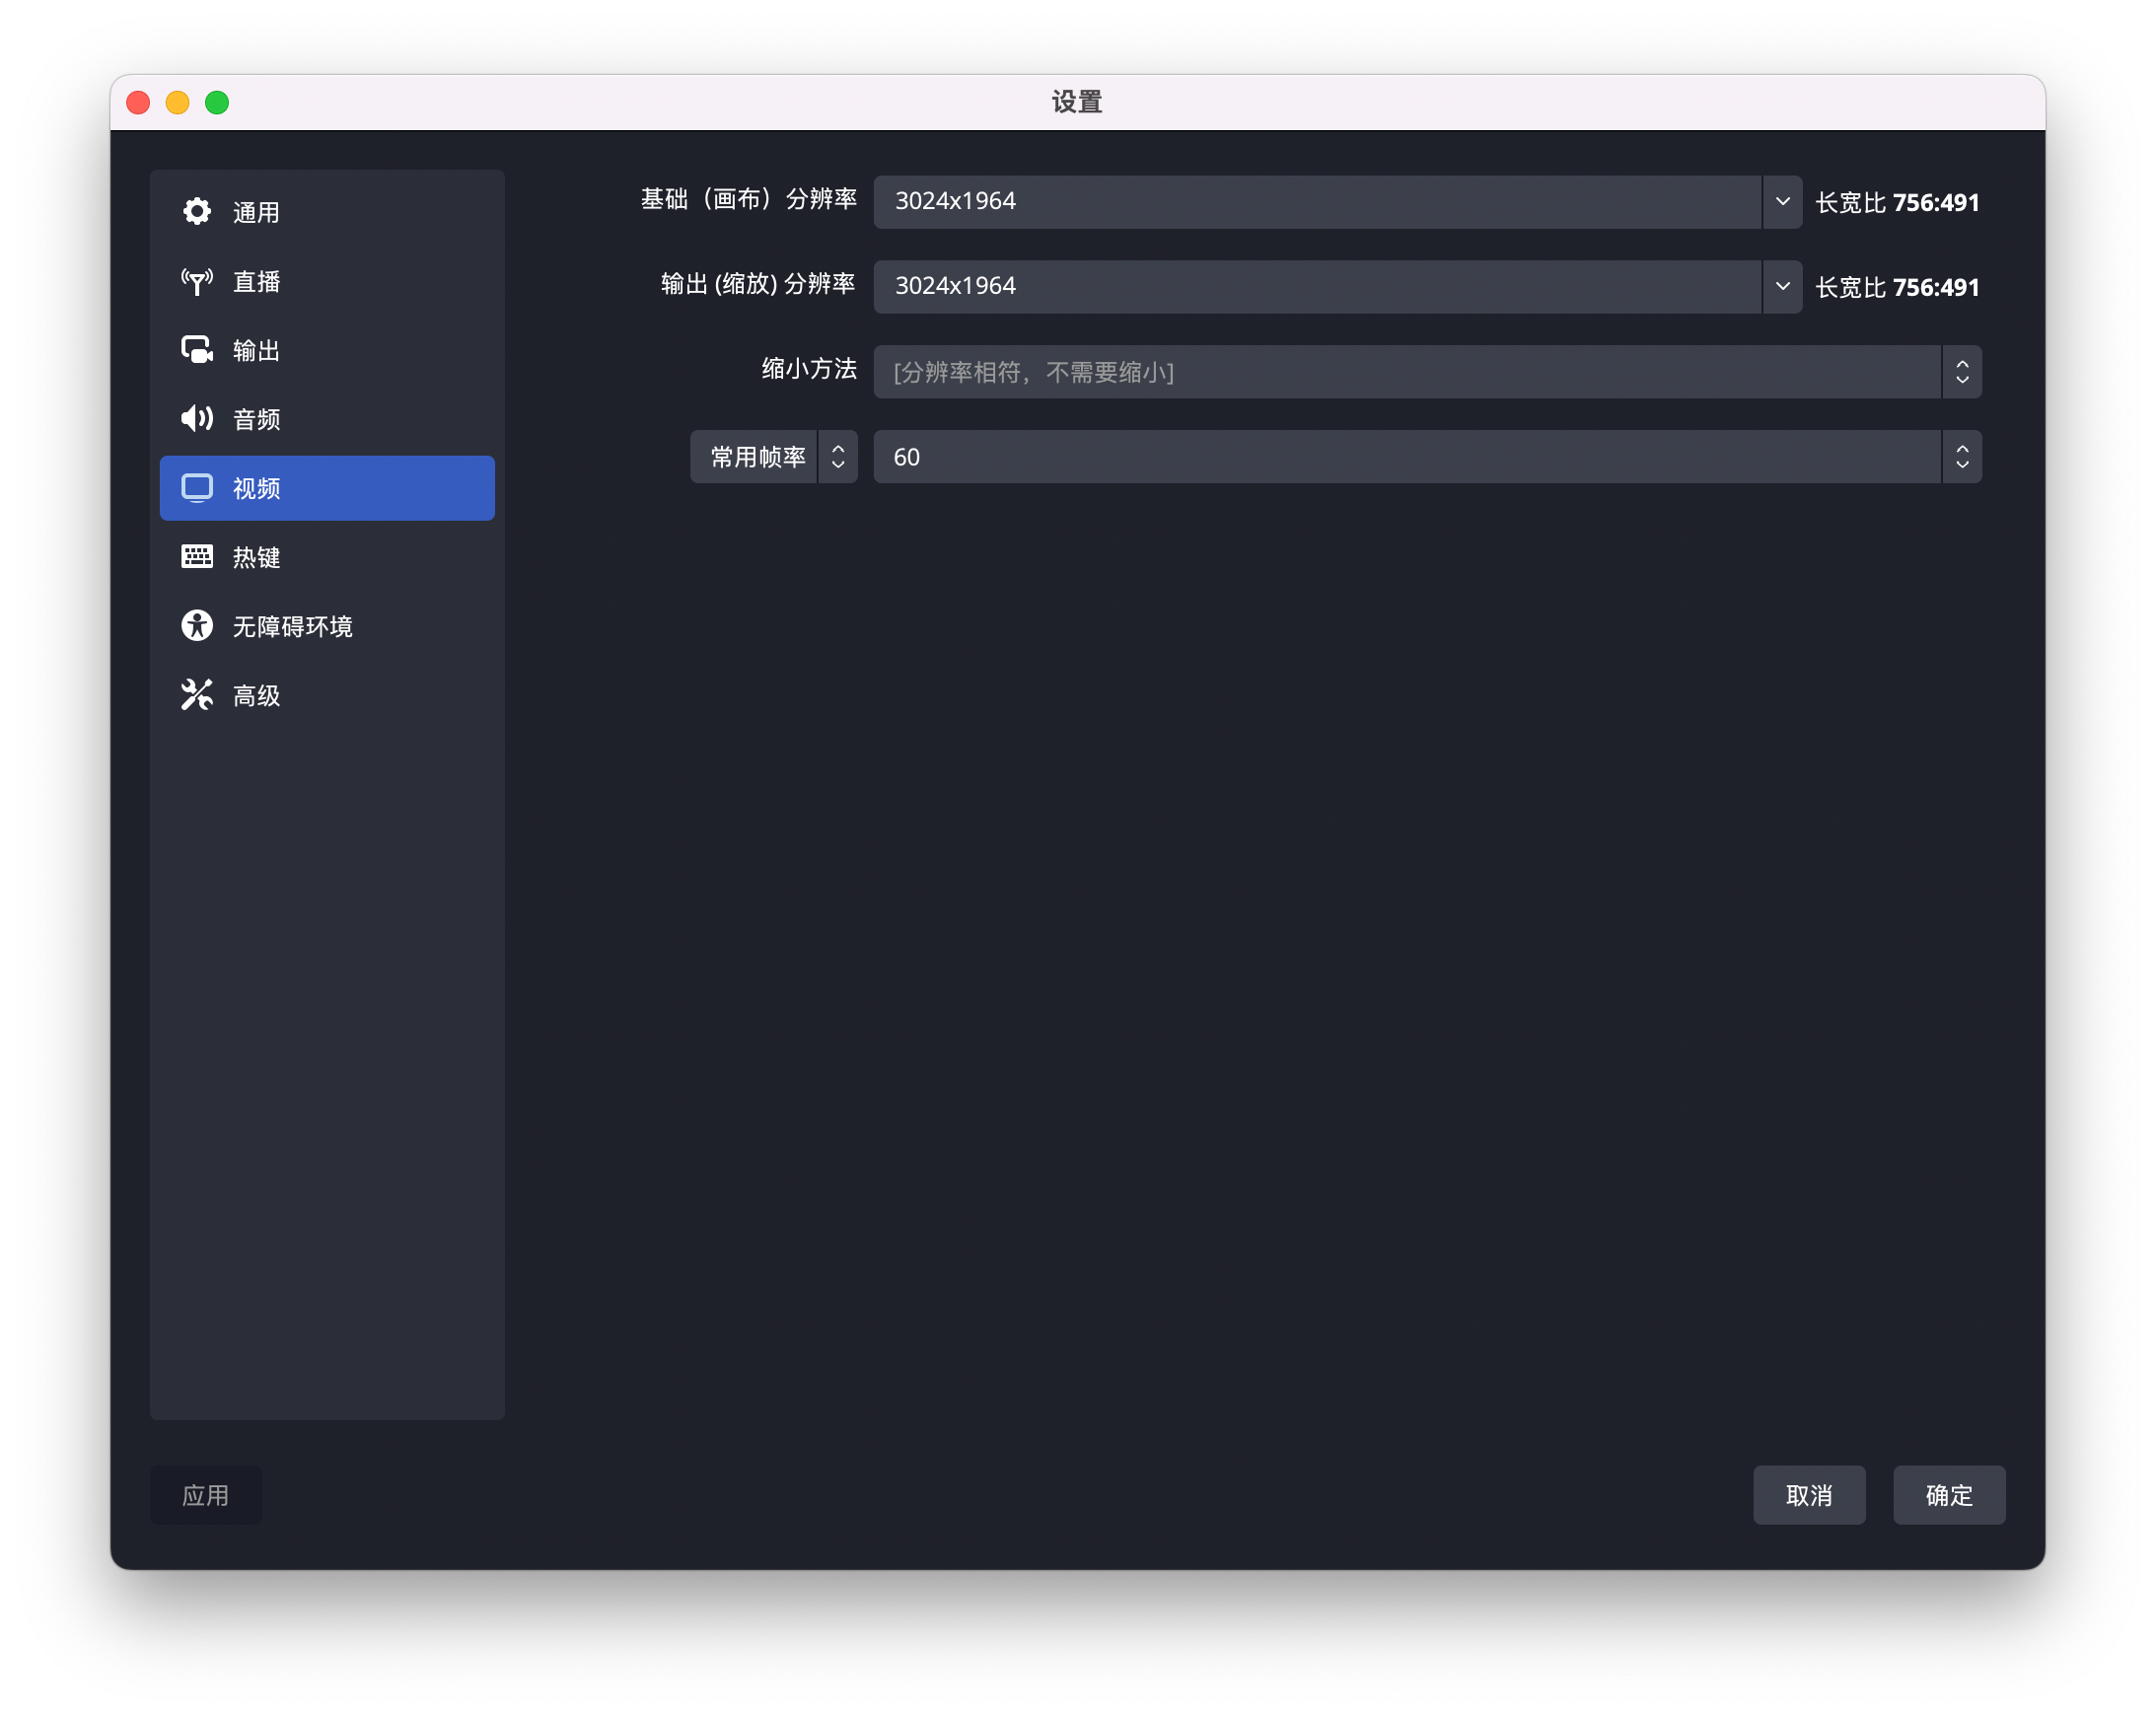 设置
通用
直播
输出
音频
视频
热键
无障碍环境
高级
基础（画布）分辨率 3024x1964 长宽比 756:491
输出 (缩放) 分辨率 3024x1964 长宽比 756:491
缩小方法 [分辨率相符，不需要缩小]
常用帧率 60
应用 取消 确定